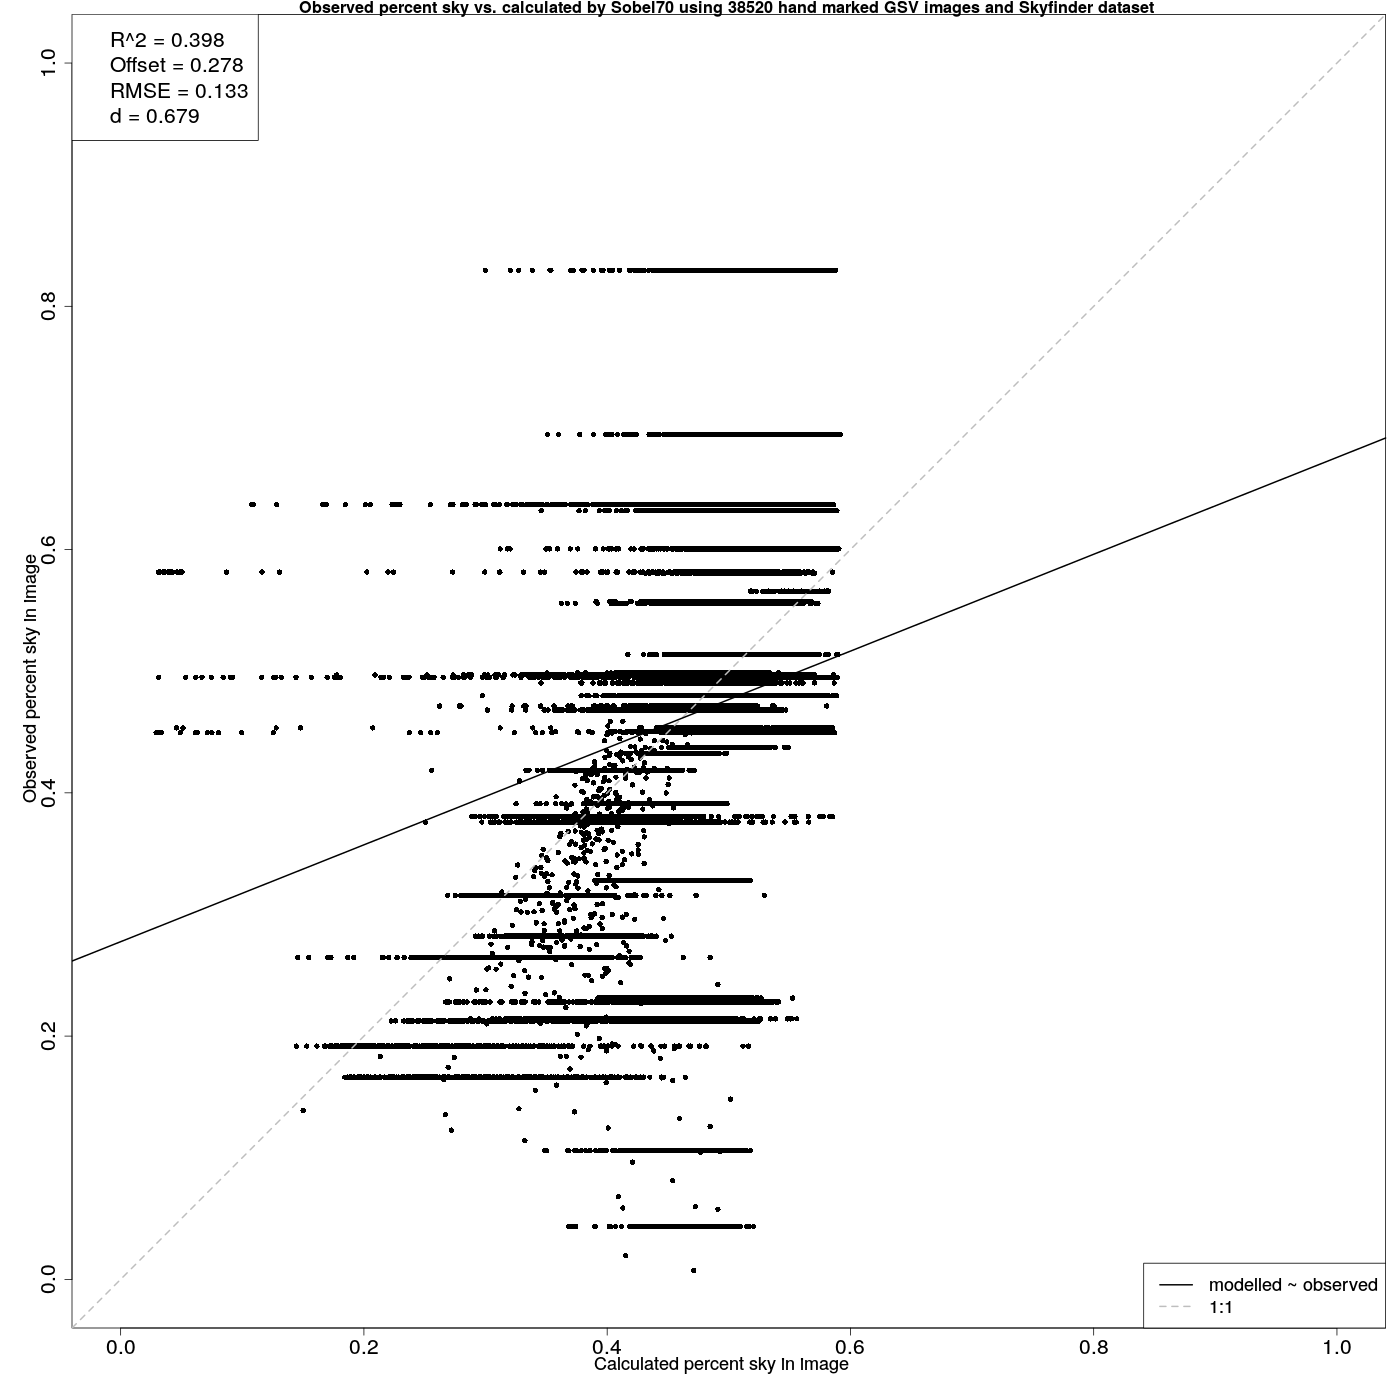 Observed percent sky vs. calculated by Sobel70 using 38520 hand marked GSV images and Skyfinder dataset
R^2 = 0.398
Offset = 0.278
RMSE = 0.133
d = 0.679
Observed percent sky in image
1.0
0.8
0.6
0.4
0.2
0.0
modelled ~ observed
1:1
0.0 0.2 0.4 0.6 0.8 1.0
Calculated percent sky in image